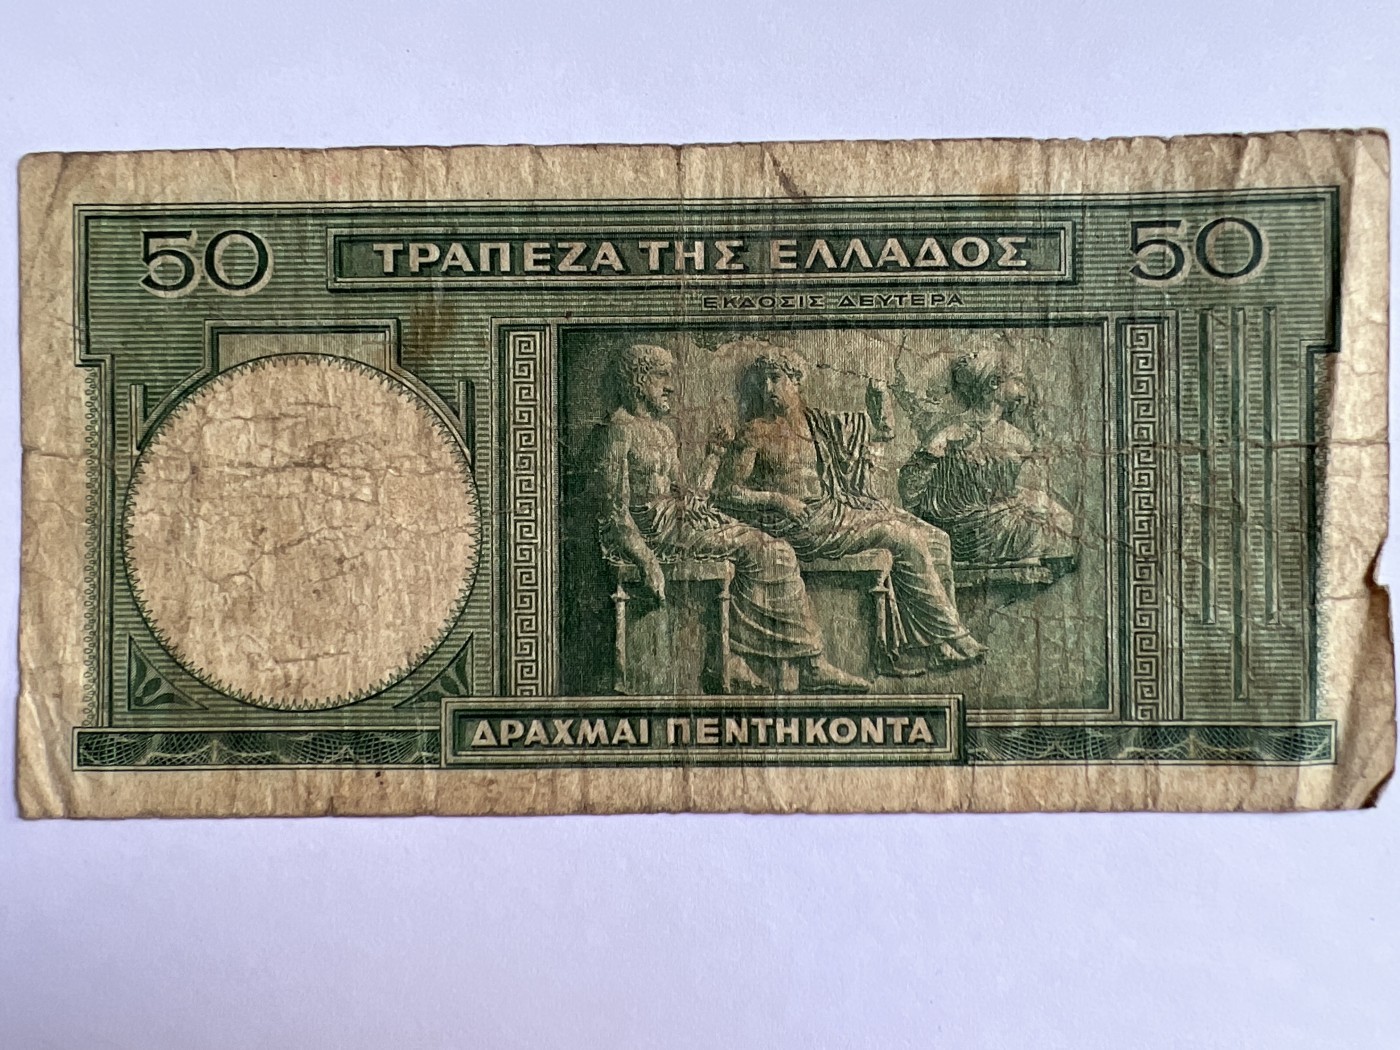 50 ΤΡΑΠΕΖΑ ΤΗΣ ΕΛΛΑΔΟΣ 50
ΕΚΔΟΣΙΣ ΔΕΥΤΕΡΑ
ΔΡΑΧΜΑΙ ΠΕΝΤΗΚΟΝΤΑ